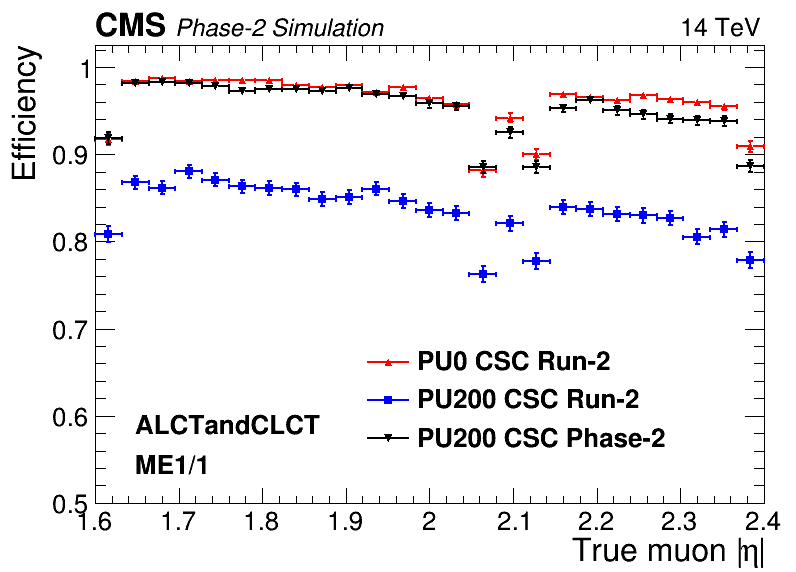 CMS Phase-2 Simulation 14 TeV
Efficiency
1
0.9
0.8
0.7
0.6
0.5
PU0 CSC Run-2
PU200 CSC Run-2
PU200 CSC Phase-2
ALCTandCLCT
ME1/1
1.6 1.7 1.8 1.9 2 2.1 2.2 2.3 2.4
True muon |η|